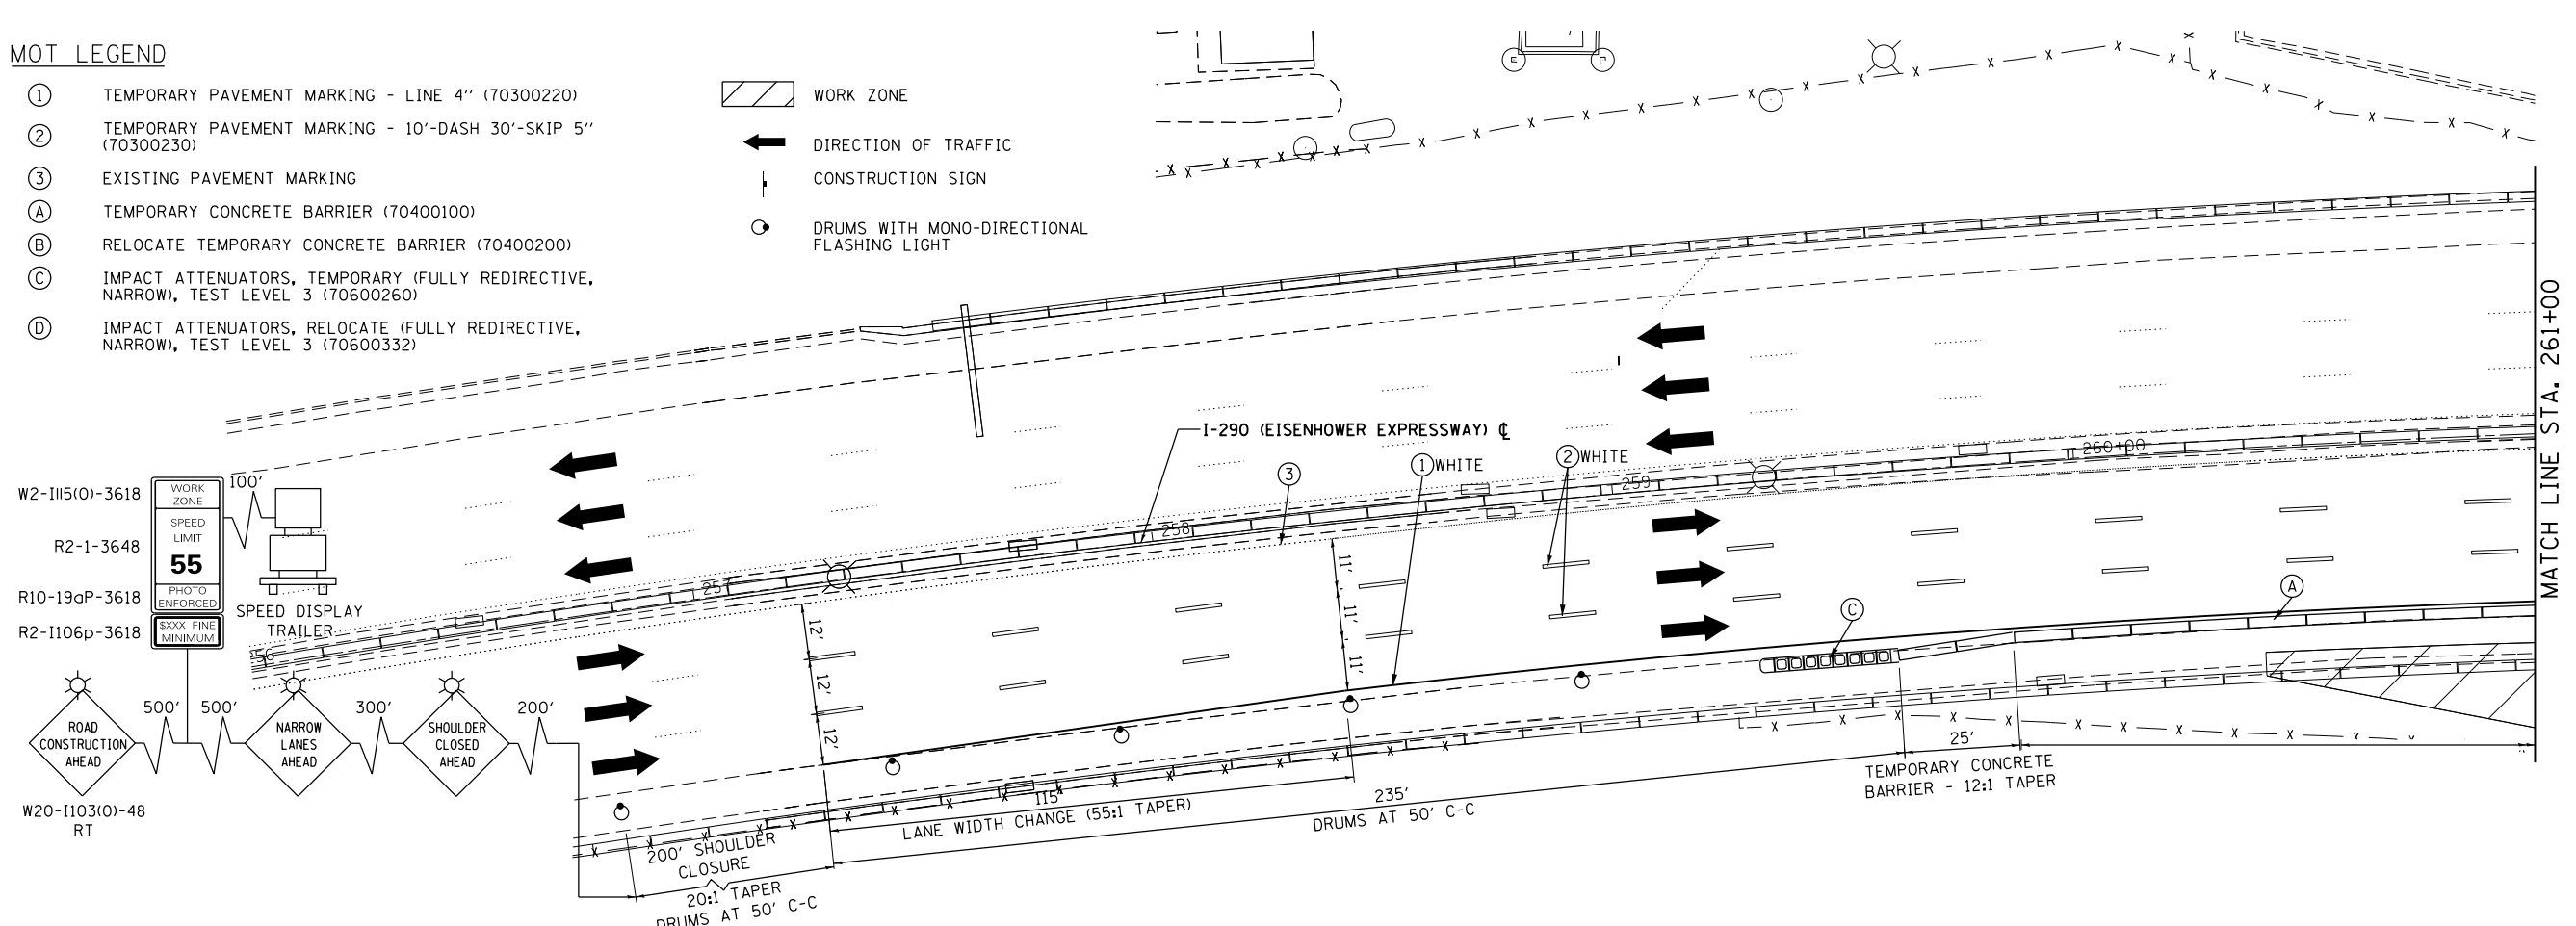 MOT LEGEND
1 TEMPORARY PAVEMENT MARKING - LINE 4'' (70300220)
2 TEMPORARY PAVEMENT MARKING - 10'-DASH 30'-SKIP 5''
(70300230)
3 EXISTING PAVEMENT MARKING
A TEMPORARY CONCRETE BARRIER (70400100)
B RELOCATE TEMPORARY CONCRETE BARRIER (70400200)
C IMPACT ATTENUATORS, TEMPORARY (FULLY REDIRECTIVE,
NARROW), TEST LEVEL 3 (70600260)
D IMPACT ATTENUATORS, RELOCATE (FULLY REDIRECTIVE,
NARROW), TEST LEVEL 3 (70600332)
WORK ZONE
DIRECTION OF TRAFFIC
CONSTRUCTION SIGN
DRUMS WITH MONO-DIRECTIONAL
FLASHING LIGHT
MATCH LINE STA. 261+00
I-290 (EISENHOWER EXPRESSWAY) ℄
3
1 WHITE
2 WHITE
260+00
259
258
257
56
W2-I115(O)-3618
R2-1-3648
R10-19aP-3618
R2-I106p-3618
WORK
ZONE
SPEED
LIMIT
55
PHOTO
ENFORCED
$XXX FINE
MINIMUM
100'
SPEED DISPLAY
TRAILER
ROAD
CONSTRUCTION
AHEAD
W20-I103(O)-48
RT
500'
500'
NARROW
LANES
AHEAD
300'
SHOULDER
CLOSED
AHEAD
200'
12'
12'
12'
11'
11'
11'
C
A
115'
LANE WIDTH CHANGE (55:1 TAPER)
235'
DRUMS AT 50' C-C
25'
TEMPORARY CONCRETE
BARRIER - 12:1 TAPER
200' SHOULDER
CLOSURE
20:1 TAPER
DRUMS AT 50' C-C